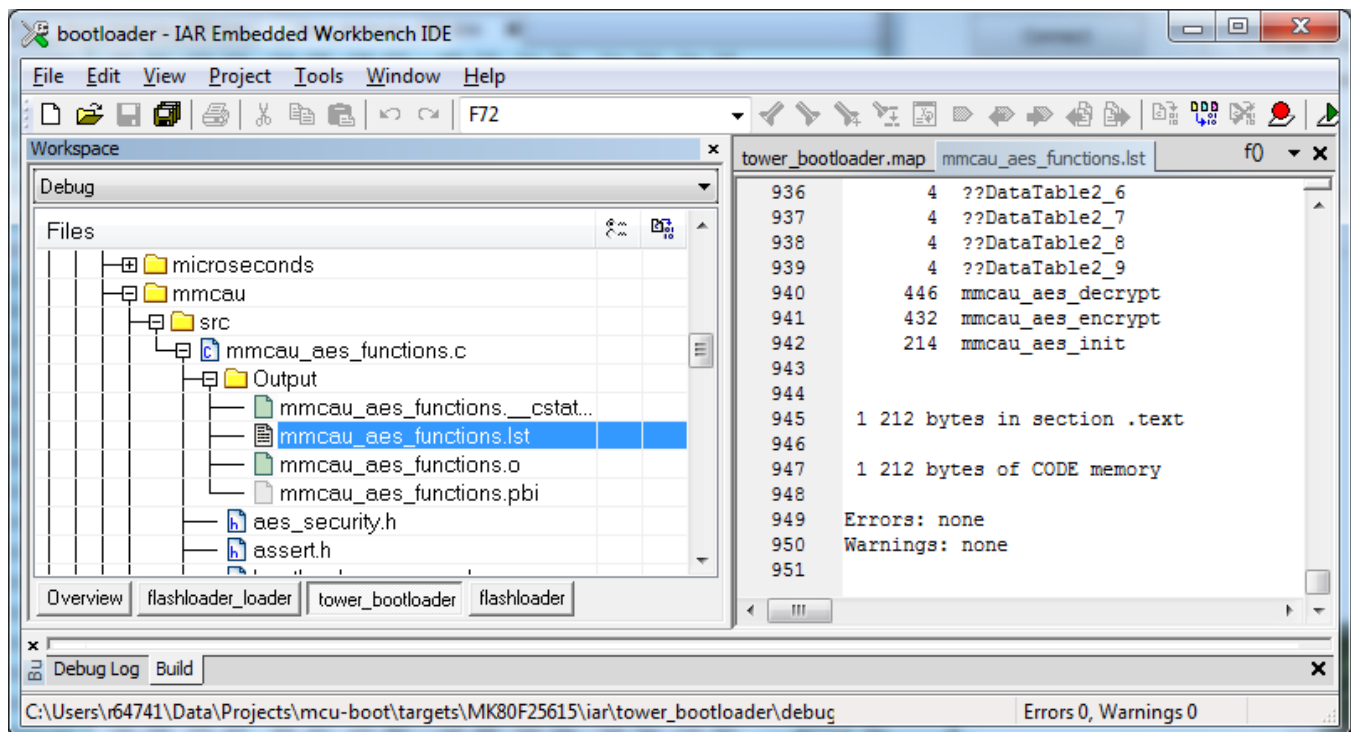 bootloader - IAR Embedded Workbench IDE
File Edit View Project Tools Window Help
F72
Workspace
Debug
Files
microseconds
mmcau
src
mmcau_aes_functions.c
Output
mmcau_aes_functions.__cstat...
mmcau_aes_functions.lst
mmcau_aes_functions.o
mmcau_aes_functions.pbi
aes_security.h
assert.h
Overview flashloader_loader tower_bootloader flashloader
tower_bootloader.map mmcau_aes_functions.lst f()
936 4 ??DataTable2_6
937 4 ??DataTable2_7
938 4 ??DataTable2_8
939 4 ??DataTable2_9
940 446 mmcau_aes_decrypt
941 432 mmcau_aes_encrypt
942 214 mmcau_aes_init
943
944
945 1 212 bytes in section .text
946
947 1 212 bytes of CODE memory
948
949 Errors: none
950 Warnings: none
951
Debug Log Build
C:\Users\r64741\Data\Projects\mcu-boot\targets\MK80F25615\iar\tower_bootloader\debug Errors 0, Warnings 0